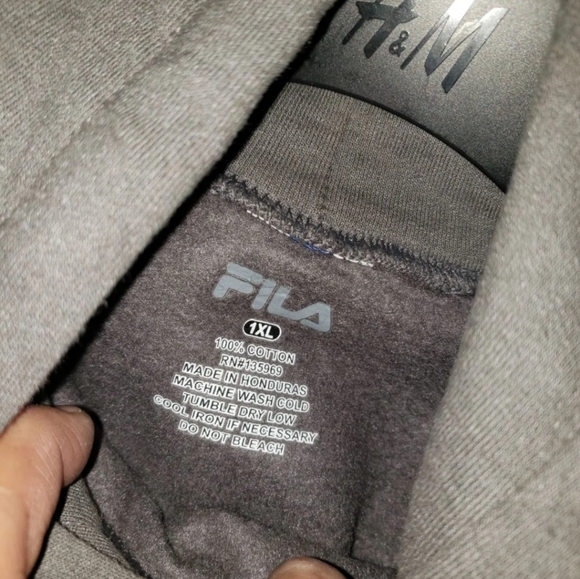 H&M
FILA
1XL
100% COTTON
RN#135969
MADE IN HONDURAS
MACHINE WASH COLD
TUMBLE DRY LOW
COOL IRON IF NECESSARY
DO NOT BLEACH